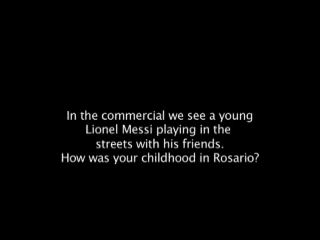 In the commercial we see a young
Lionel Messi playing in the
streets with his friends.
How was your childhood in Rosario?